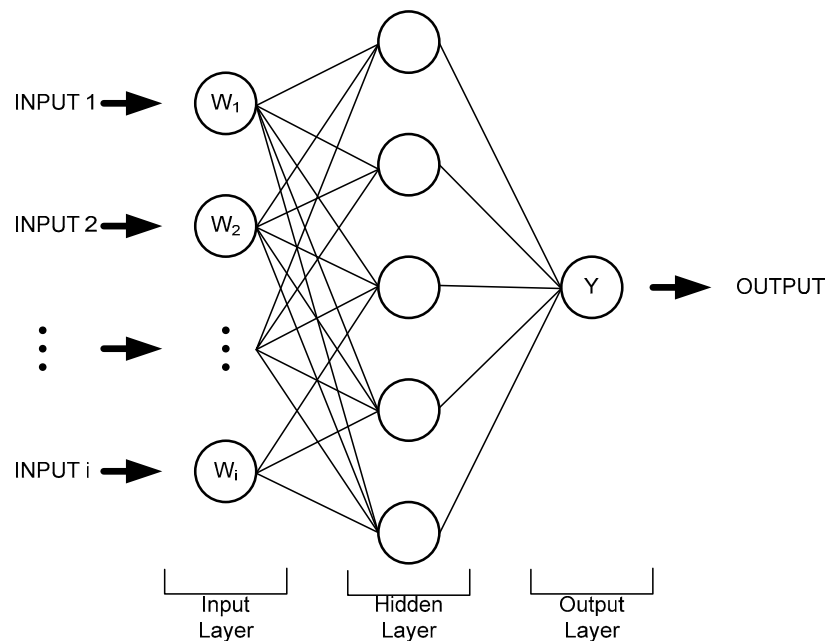 INPUT 1
W1
INPUT 2
W2
Y
OUTPUT
INPUT i
Wi
Input
Layer
Hidden
Layer
Output
Layer